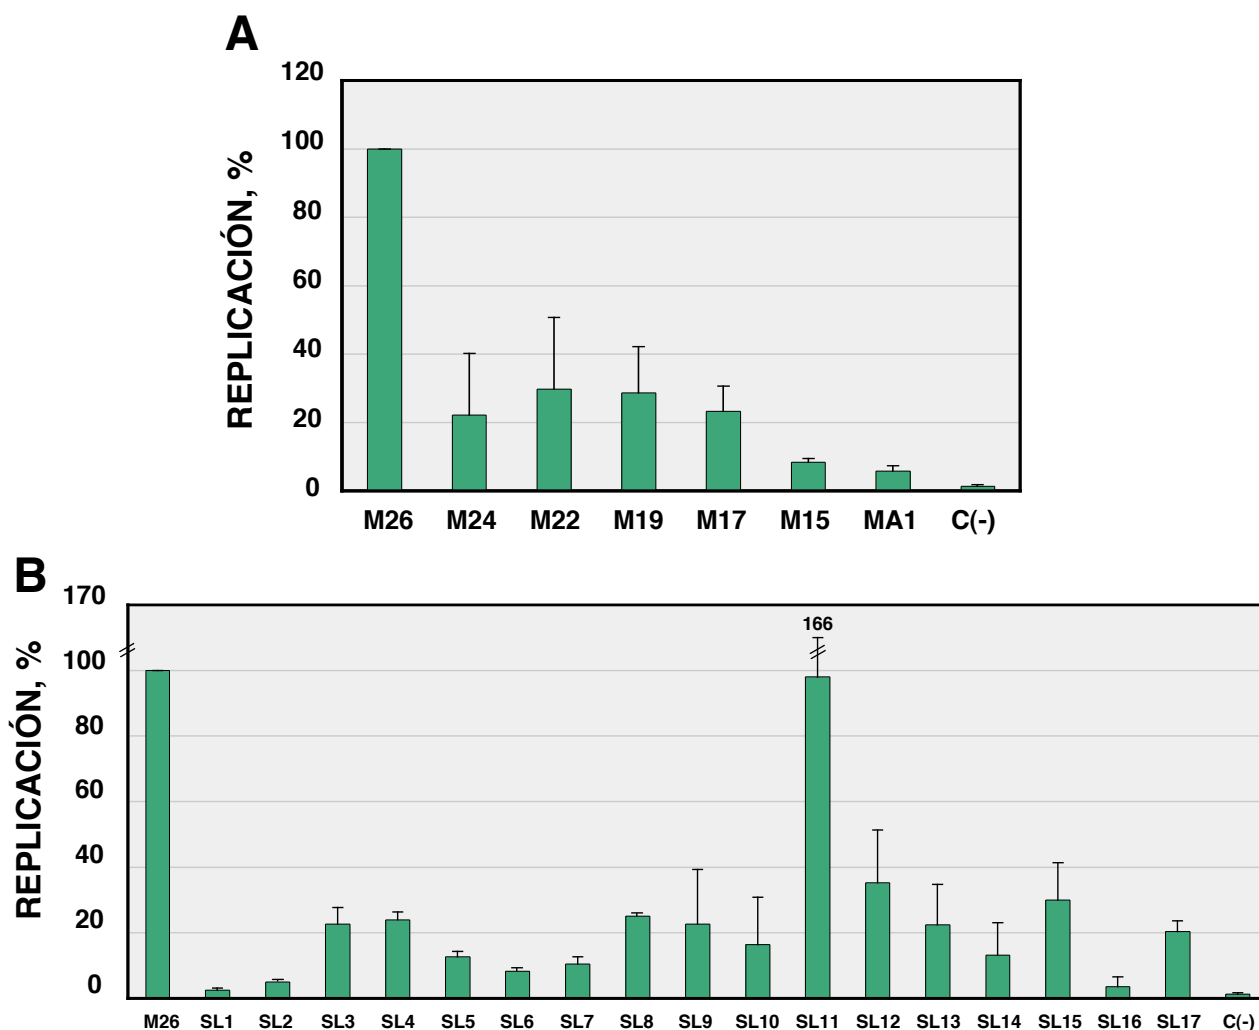 A
120
100
80
60
40
20
0
REPLICACIÓN, %
M26 M24 M22 M19 M17 M15 MA1 C(-)
B
170
100
80
60
40
20
0
REPLICACIÓN, %
166
M26 SL1 SL2 SL3 SL4 SL5 SL6 SL7 SL8 SL9 SL10 SL11 SL12 SL13 SL14 SL15 SL16 SL17 C(-)